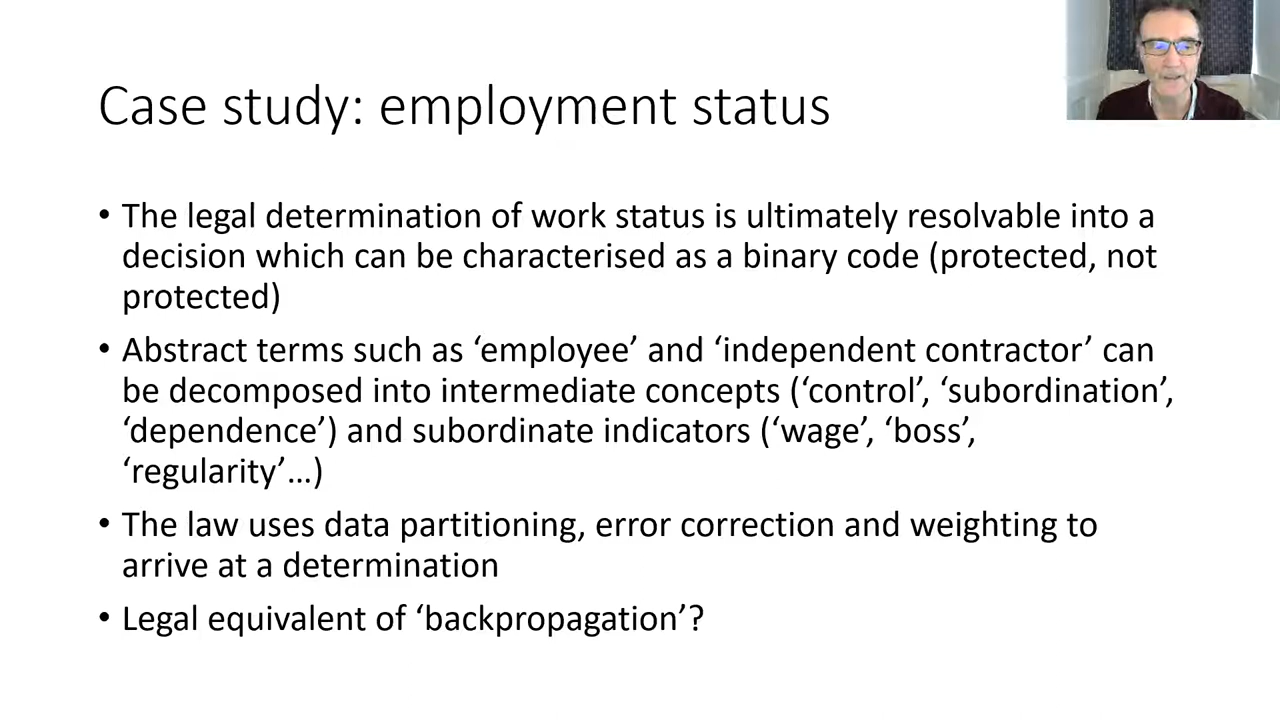 Case study: employment status
• The legal determination of work status is ultimately resolvable into a
decision which can be characterised as a binary code (protected, not
protected)
• Abstract terms such as ‘employee’ and ‘independent contractor’ can
be decomposed into intermediate concepts (‘control’, ‘subordination’,
‘dependence’) and subordinate indicators (‘wage’, ‘boss’,
‘regularity’…)
• The law uses data partitioning, error correction and weighting to
arrive at a determination
• Legal equivalent of ‘backpropagation’?